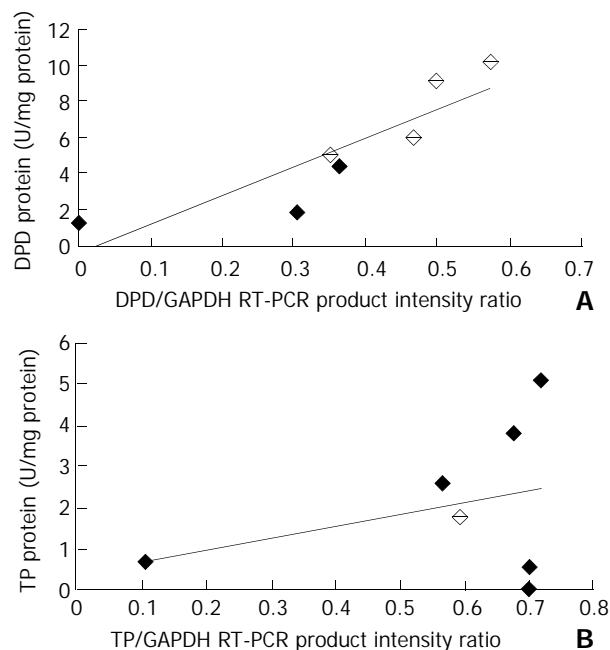 12
10
8
6
4
2
0
DPD protein (U/mg protein)
0 0.1 0.2 0.3 0.4 0.5 0.6 0.7
DPD/GAPDH RT-PCR product intensity ratio A
6
5
4
3
2
1
0
TP protein (U/mg protein)
0 0.1 0.2 0.3 0.4 0.5 0.6 0.7 0.8
TP/GAPDH RT-PCR product intensity ratio B